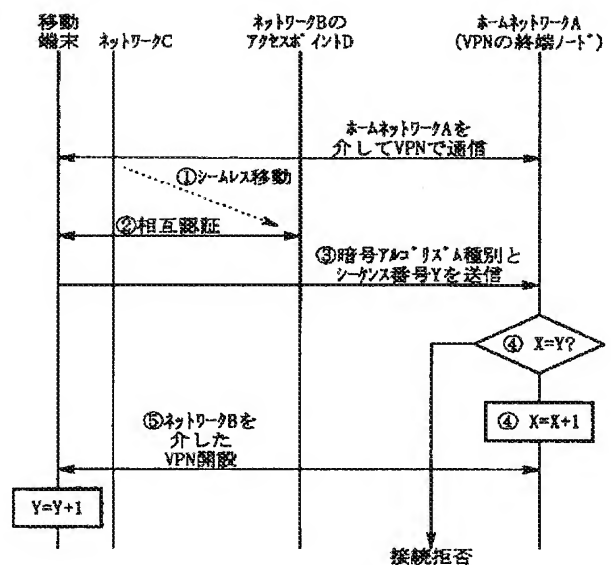 移動
端末
ネットワークC
ネットワークBの
アクセスポイントD
ホームネットワークA
(VPNの終端ノード)
ホームネットワークAを
介してVPNで通信
①シームレス移動
②相互認証
③暗号アルゴリズム種別と
シーケンス番号Yを送信
④ X=Y?
④ X=X+1
⑤ネットワークBを
介した
VPN開設
Y=Y+1
接続拒否